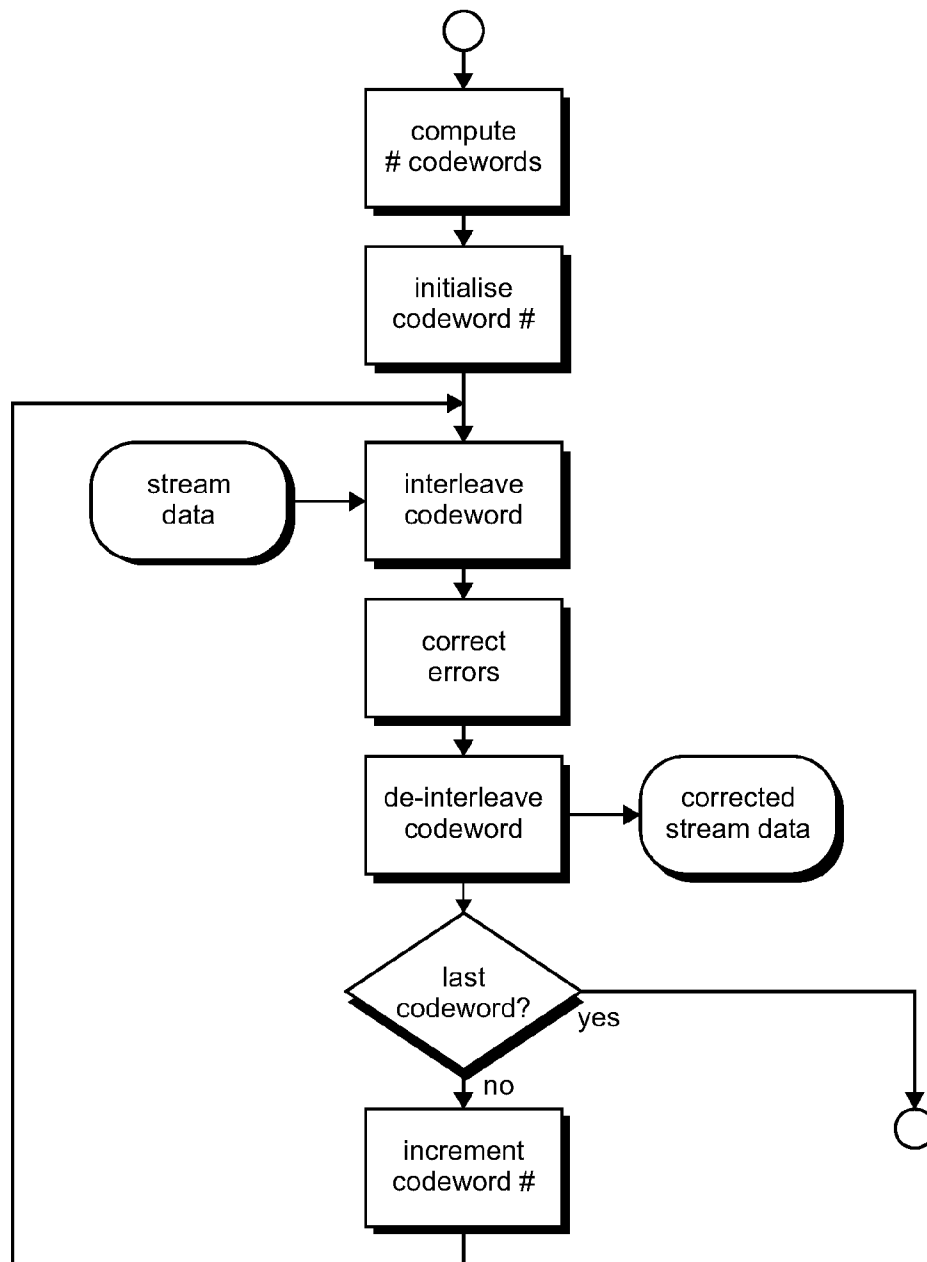 compute
# codewords
initialise
codeword #
stream
data
interleave
codeword
correct
errors
de-interleave
codeword
corrected
stream data
last
codeword?
yes
no
increment
codeword #